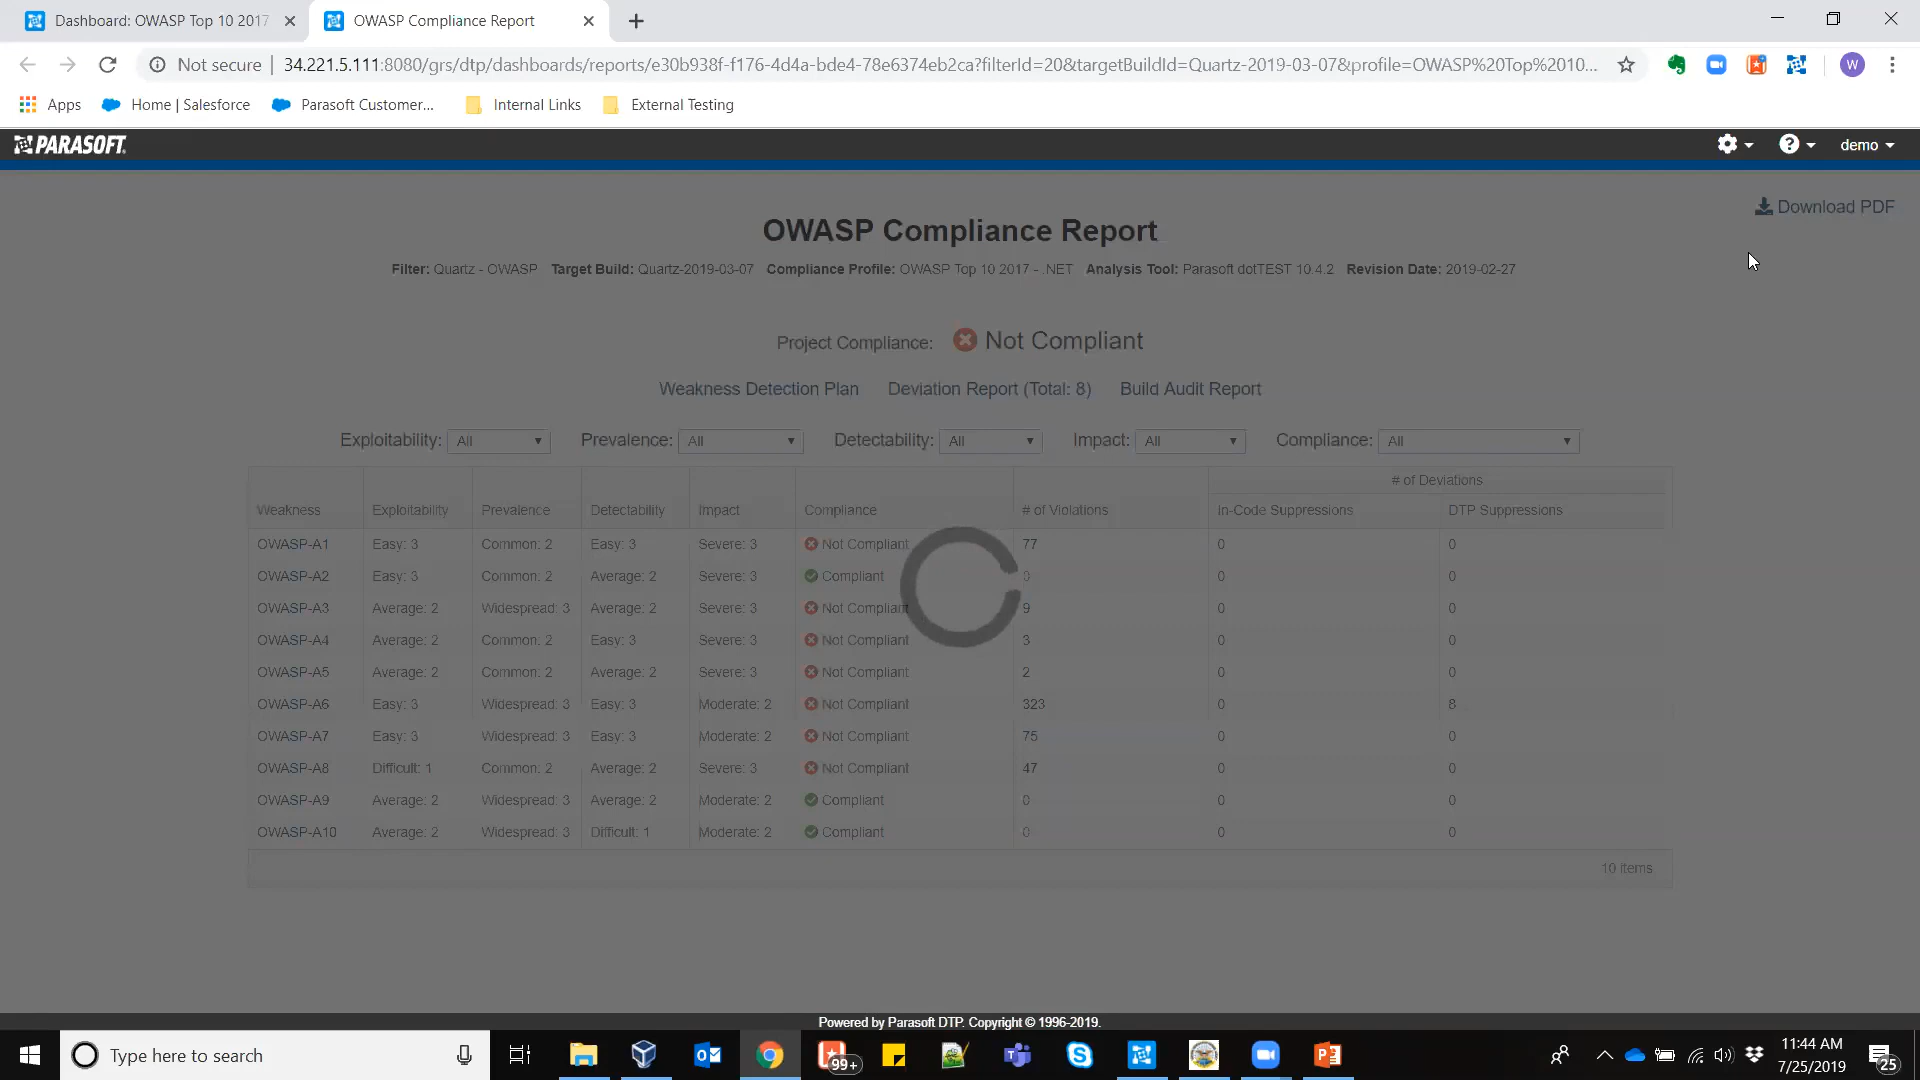 Dashboard: OWASP Top 10 2017
OWASP Compliance Report
Not secure
34.221.5.111:8080/grs/dtp/dashboards/reports/e30b938f-f176-4d4a-bde4-78e6374eb2ca?filterId=20&targetBuildId=Quartz-2019-03-07&profile=OWASP%20Top%2010...
W
Apps
Home | Salesforce
Parasoft Customer...
Internal Links
External Testing
PARASOFT
demo
Download PDF
OWASP Compliance Report
Filter: Quartz - OWASP Target Build: Quartz-2019-03-07 Compliance Profile: OWASP Top 10 2017 - .NET Analysis Tool: Parasoft dotTEST 10.4.2 Revision Date: 2019-02-27
Project Compliance: Not Compliant
Weakness Detection Plan Deviation Report (Total: 8) Build Audit Report
Exploitability: All Prevalence: All Detectability: All Impact: All Compliance: All
# of Deviations
Weakness Exploitability Prevalence Detectability Impact Compliance # of Violations In-Code Suppressions DTP Suppressions
OWASP-A1 Easy: 3 Common: 2 Easy: 3 Severe: 3 Not Compliant 77 0 0
OWASP-A2 Easy: 3 Common: 2 Average: 2 Severe: 3 Compliant 0 0 0
OWASP-A3 Average: 2 Widespread: 3 Average: 2 Severe: 3 Not Compliant 9 0 0
OWASP-A4 Average: 2 Common: 2 Easy: 3 Severe: 3 Not Compliant 3 0 0
OWASP-A5 Average: 2 Common: 2 Average: 2 Severe: 3 Not Compliant 2 0 0
OWASP-A6 Easy: 3 Widespread: 3 Easy: 3 Moderate: 2 Not Compliant 323 0 8
OWASP-A7 Easy: 3 Widespread: 3 Easy: 3 Moderate: 2 Not Compliant 75 0 0
OWASP-A8 Difficult: 1 Common: 2 Average: 2 Severe: 3 Not Compliant 47 0 0
OWASP-A9 Average: 2 Widespread: 3 Average: 2 Moderate: 2 Compliant 0 0 0
OWASP-A10 Average: 2 Widespread: 3 Difficult: 1 Moderate: 2 Compliant 0 0 0
10 items
Powered by Parasoft DTP. Copyright © 1996-2019.
Type here to search
99+
11:44 AM
7/25/2019
25